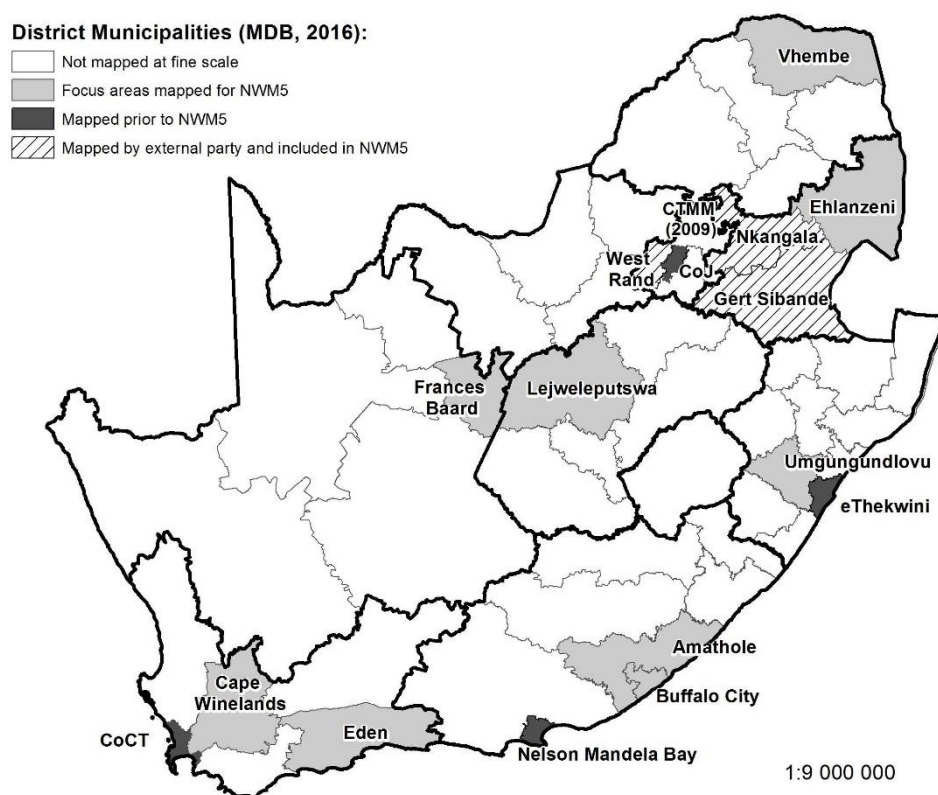 District Municipalities (MDB, 2016):
Not mapped at fine scale
Focus areas mapped for NWM5
Mapped prior to NWM5
Mapped by external party and included in NWM5
Vhembe
Ehlanzeni
CTMM
(2009)
Nkangala
West
Rand
CoJ
Gert Sibande
Frances
Baard
Lejweleputswa
Umgungundlovu
eThekwini
Amathole
Buffalo City
Cape
Winelands
Eden
CoCT
Nelson Mandela Bay
1:9 000 000